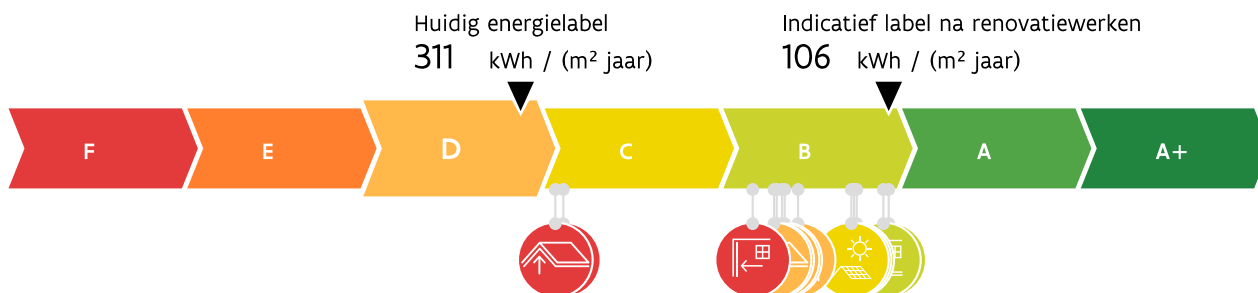 Huidig energielabel
311 kWh / (m² jaar)
Indicatief label na renovatiewerken
106 kWh / (m² jaar)
F E D C B A A+